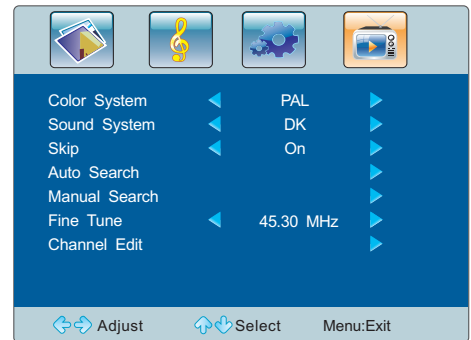 Color System PAL
Sound System DK
Skip On
Auto Search
Manual Search
Fine Tune 45.30 MHz
Channel Edit
Adjust Select Menu:Exit